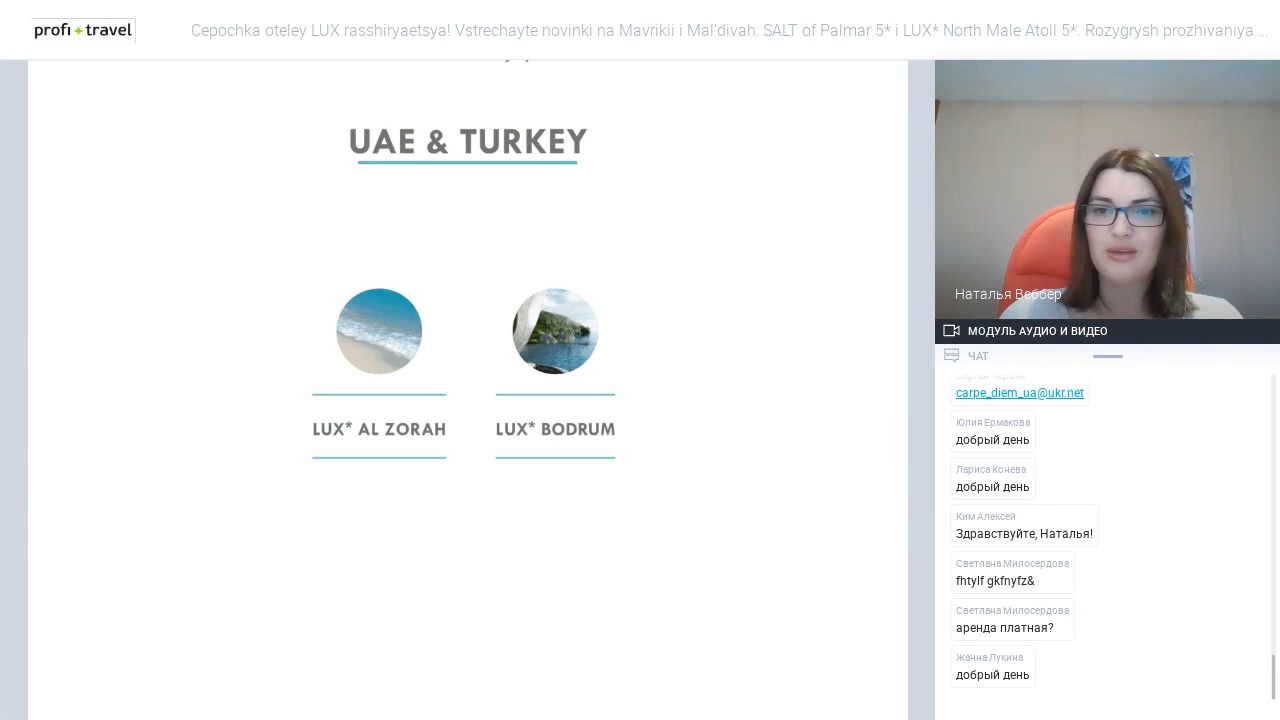 profi + travel
Cepochka oteley LUX rasshiryaetsya! Vstrechayte novinki na Mavrikii i Mal'divah: SALT of Palmar 5* i LUX* North Male Atoll 5*. Rozygrysh prozhivaniya ...
UAE & TURKEY
LUX* AL ZORAH
LUX* BODRUM
Наталья Веббер
МОДУЛЬ АУДИО И ВИДЕО
ЧАТ
carpe_diem_ua@ukr.net
Юлия Ермакова
добрый день
Лариса Конева
добрый день
Ким Алексей
Здравствуйте, Наталья!
Светлана Милосердова
fhtylf gkfnyfz&
Светлана Милосердова
аренда платная?
Жанна Лукина
добрый день